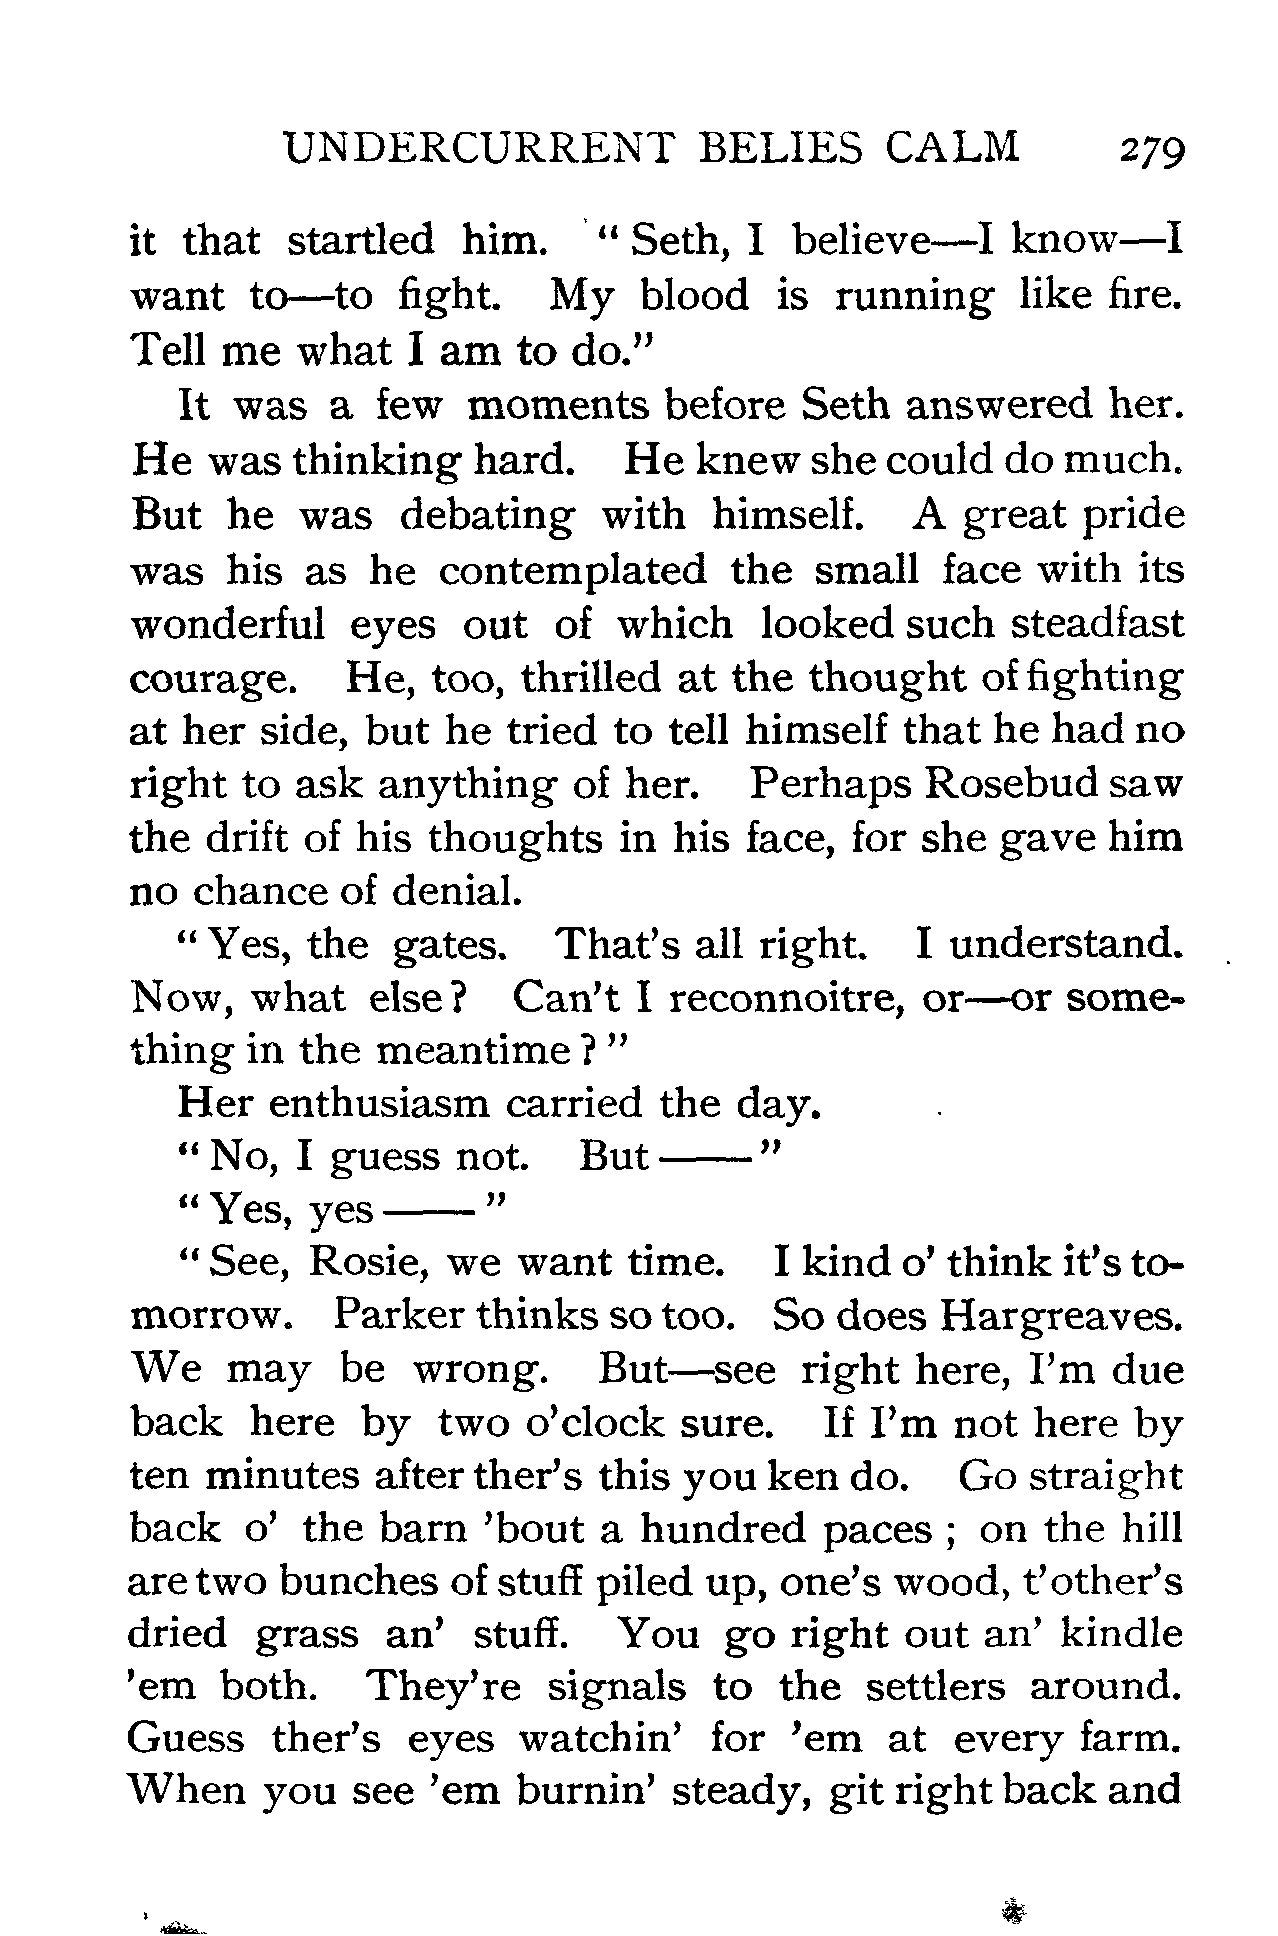 UNDERCURRENT BELIES CALM 279
it that startled him. “ Seth, I believe—I know—I
want to—to fight. My blood is running like fire.
Tell me what I am to do.”
It was a few moments before Seth answered her.
He was thinking hard. He knew she could do much.
But he was debating with himself. A great pride
was his as he contemplated the small face with its
wonderful eyes out of which looked such steadfast
courage. He, too, thrilled at the thought of fighting
at her side, but he tried to tell himself that he had no
right to ask anything of her. Perhaps Rosebud saw
the drift of his thoughts in his face, for she gave him
no chance of denial.
“ Yes, the gates. That’s all right. I understand.
Now, what else ? Can’t I reconnoitre, or—or some-
thing in the meantime ? ”
Her enthusiasm carried the day.
“ No, I guess not. But —— ”
“ Yes, yes —— ”
“ See, Rosie, we want time. I kind o’ think it’s to-
morrow. Parker thinks so too. So does Hargreaves.
We may be wrong. But—see right here, I’m due
back here by two o’clock sure. If I’m not here by
ten minutes after ther’s this you ken do. Go straight
back o’ the barn ’bout a hundred paces ; on the hill
are two bunches of stuff piled up, one’s wood, t’other’s
dried grass an’ stuff. You go right out an’ kindle
’em both. They’re signals to the settlers around.
Guess ther’s eyes watchin’ for ’em at every farm.
When you see ’em burnin’ steady, git right back and